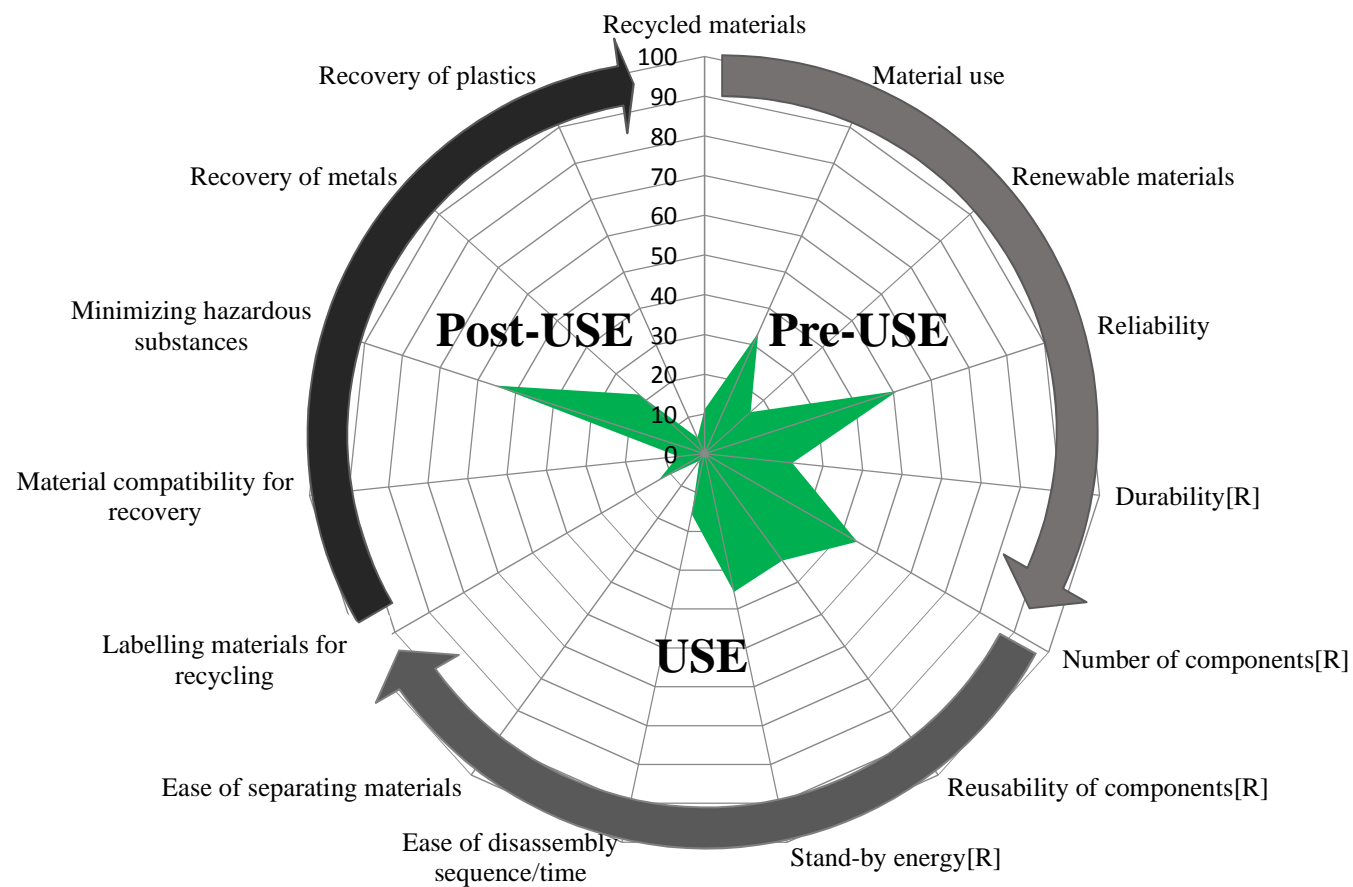 Recycled materials
100
90
80
70
60
50
40
30
20
10
0
Material use
Renewable materials
Reliability
Durability[R]
Number of components[R]
Reusability of components[R]
Stand-by energy[R]
Ease of disassembly
sequence/time
Ease of separating materials
Labelling materials for
recycling
Material compatibility for
recovery
Minimizing hazardous
substances
Recovery of metals
Recovery of plastics
Post-USE
Pre-USE
USE